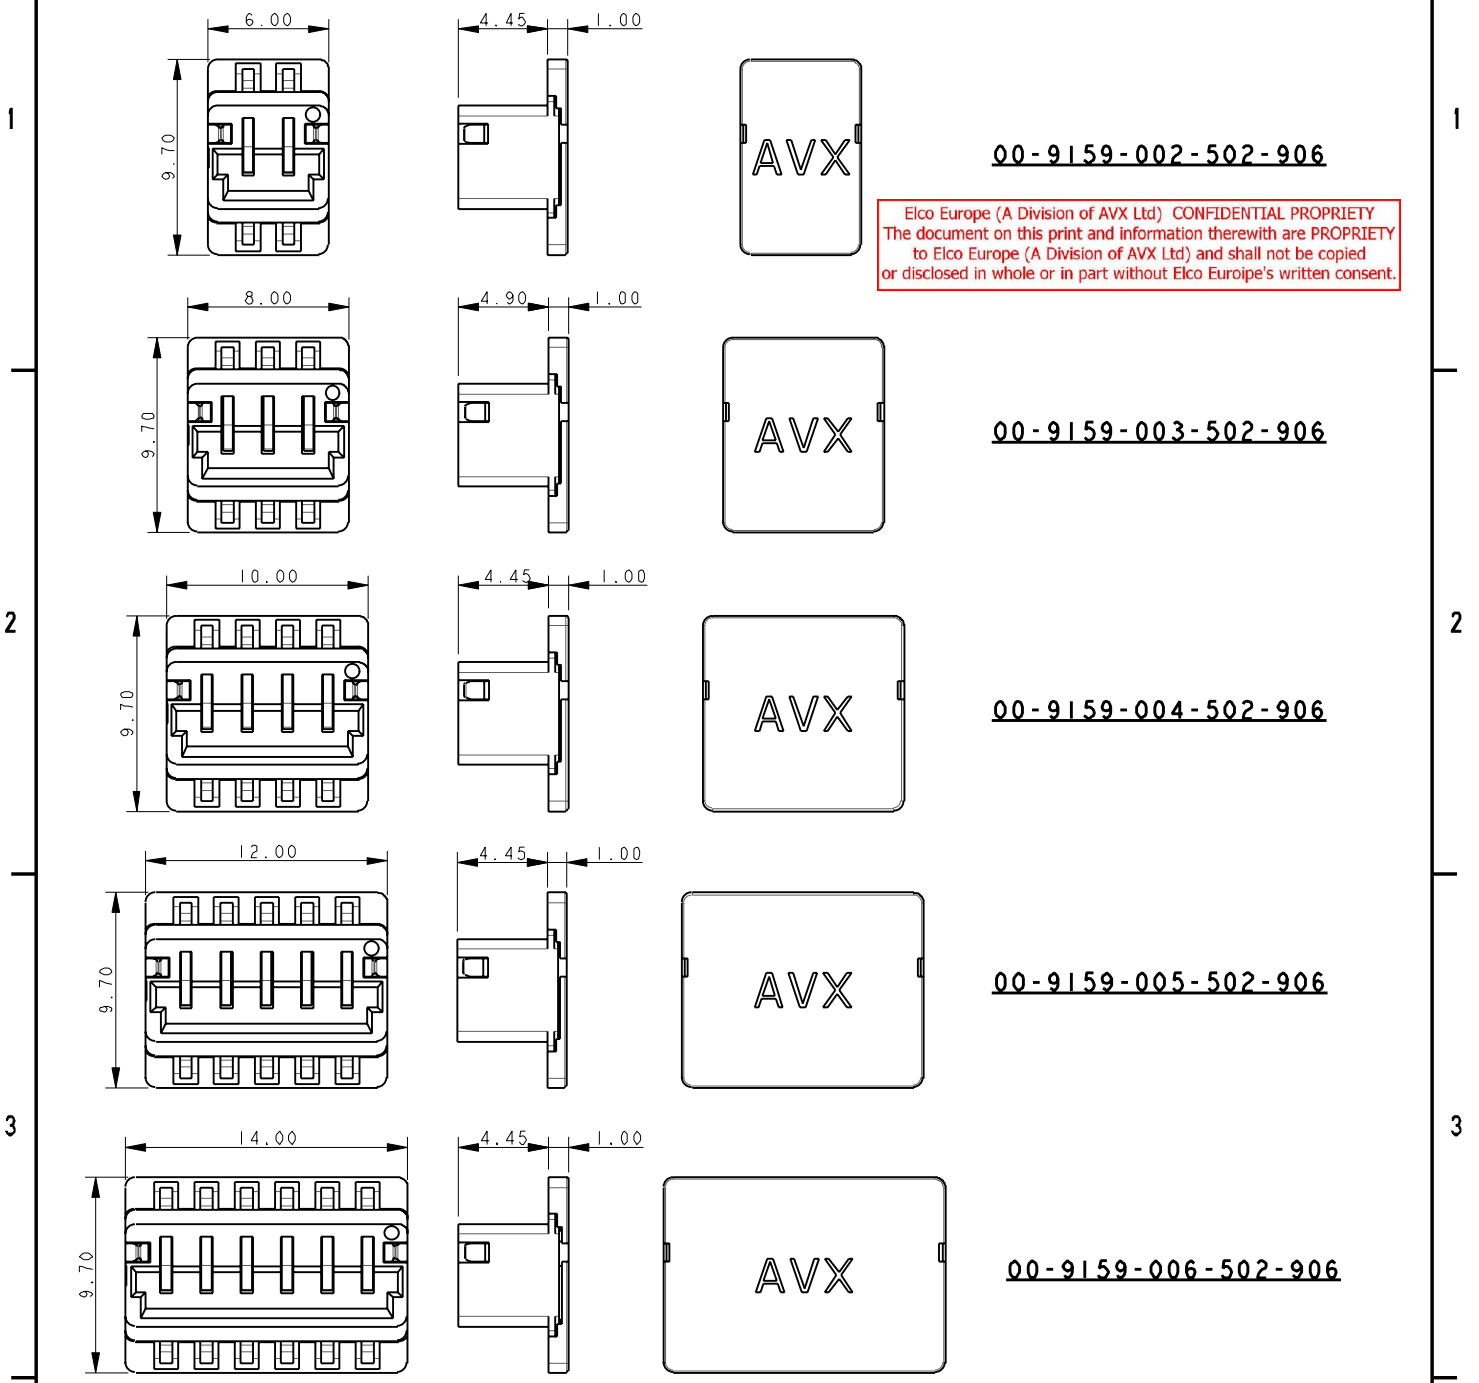 6.00 4.45 1.00
1 1
9.70
AVX
00-9159-002-502-906
Elco Europe (A Division of AVX Ltd) CONFIDENTIAL PROPRIETY
The document on this print and information therewith are PROPRIETY
to Elco Europe (A Division of AVX Ltd) and shall not be copied
or disclosed in whole or in part without Elco Euroipe's written consent.
8.00 4.90 1.00
9.70
AVX
00-9159-003-502-906
10.00 4.45 1.00
2 2
9.70
AVX
00-9159-004-502-906
12.00 4.45 1.00
9.70
AVX
00-9159-005-502-906
3 3
14.00 4.45 1.00
9.70
AVX
00-9159-006-502-906